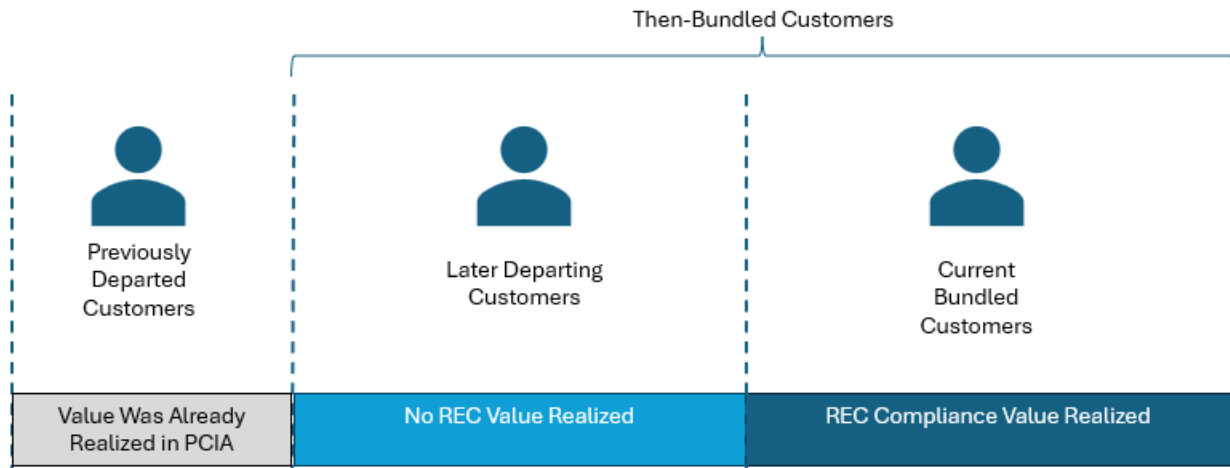 Then-Bundled Customers
Previously
Departed
Customers
Later Departing
Customers
Current
Bundled
Customers
Value Was Already
Realized in PCIA
No REC Value Realized
REC Compliance Value Realized